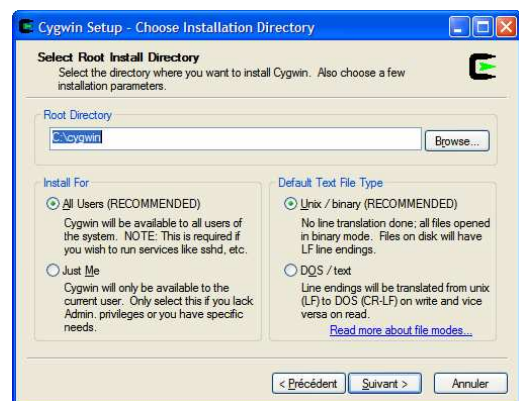 Cygwin Setup - Choose Installation Directory
Select Root Install Directory
Select the directory where you want to install Cygwin. Also choose a few
installation parameters.
Root Directory
C:\cygwin
Browse...
Install For
All Users (RECOMMENDED)
Cygwin will be available to all users of
the system. NOTE: This is required if
you wish to run services like sshd, etc.
Just Me
Cygwin will only be available to the
current user. Only select this if you lack
Admin. privileges or you have specific
needs.
Default Text File Type
Unix / binary (RECOMMENDED)
No line translation done; all files opened
in binary mode. Files on disk will have
LF line endings.
DOS / text
Line endings will be translated from unix
(LF) to DOS (CR-LF) on write and vice
versa on read.
Read more about file modes...
< Précédent
Suivant >
Annuler